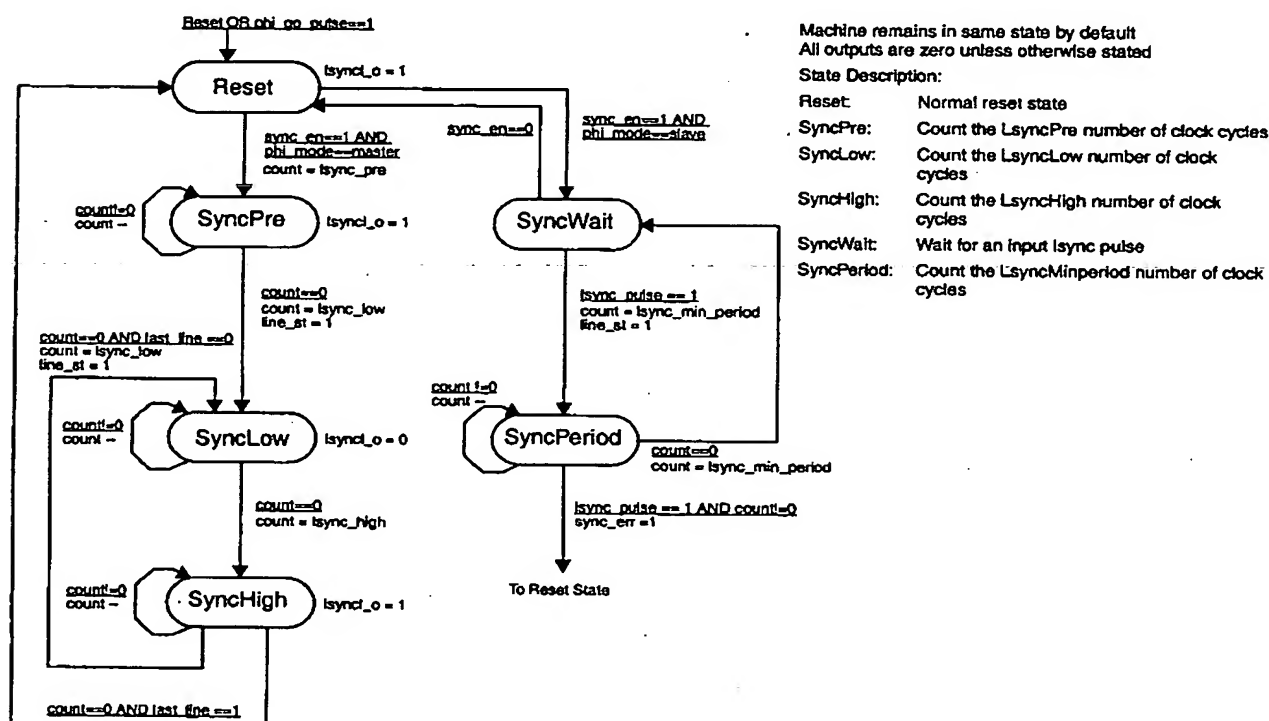 Reset OR phi_go_pulse==1
Reset
lsyncl_o = 1
sync_en==1 AND
phi_mode==master
count = lsync_pre
sync_en==0
sync_en==1 AND
phi_mode==slave
count!=0
count –
SyncPre
lsyncl_o = 1
SyncWait
count==0
count = lsync_low
line_st = 1
lsync_pulse == 1
count = lsync_min_period
line_st = 1
count==0 AND last_line ==0
count = lsync_low
line_st = 1
count!=0
count –
SyncLow
lsyncl_o = 0
count !=0
count –
SyncPeriod
count==0
count = lsync_min_period
count==0
count = lsync_high
lsync_pulse == 1 AND count!=0
sync_err =1
To Reset State
count!=0
count –
SyncHigh
lsyncl_o = 1
count==0 AND last_line ==1
Machine remains in same state by default
All outputs are zero unless otherwise stated
State Description:
Reset: Normal reset state
SyncPre: Count the LsyncPre number of clock cycles
SyncLow: Count the LsyncLow number of clock
cycles
SyncHigh: Count the LsyncHigh number of clock
cycles
SyncWait: Wait for an input lsync pulse
SyncPeriod: Count the LsyncMinperiod number of clock
cycles